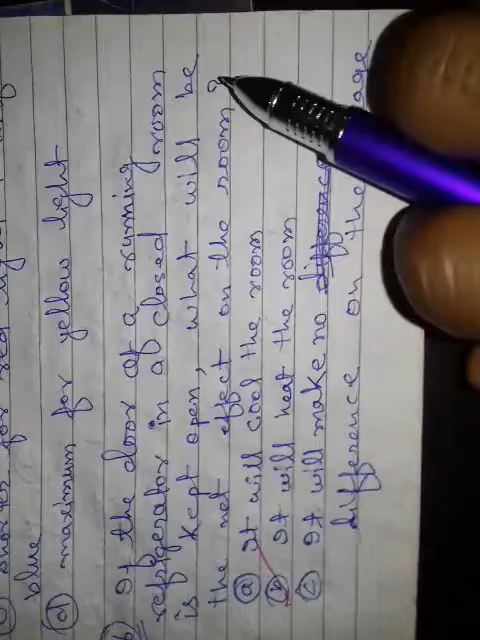 blue
(d) maximum for yellow light
(b) If the door of a running
refrigerator in a closed room
is kept open, what will be
the net effect on the room?
(a) It will cool the room
(b) It will heat the room
(c) It will make no difference
difference on the age